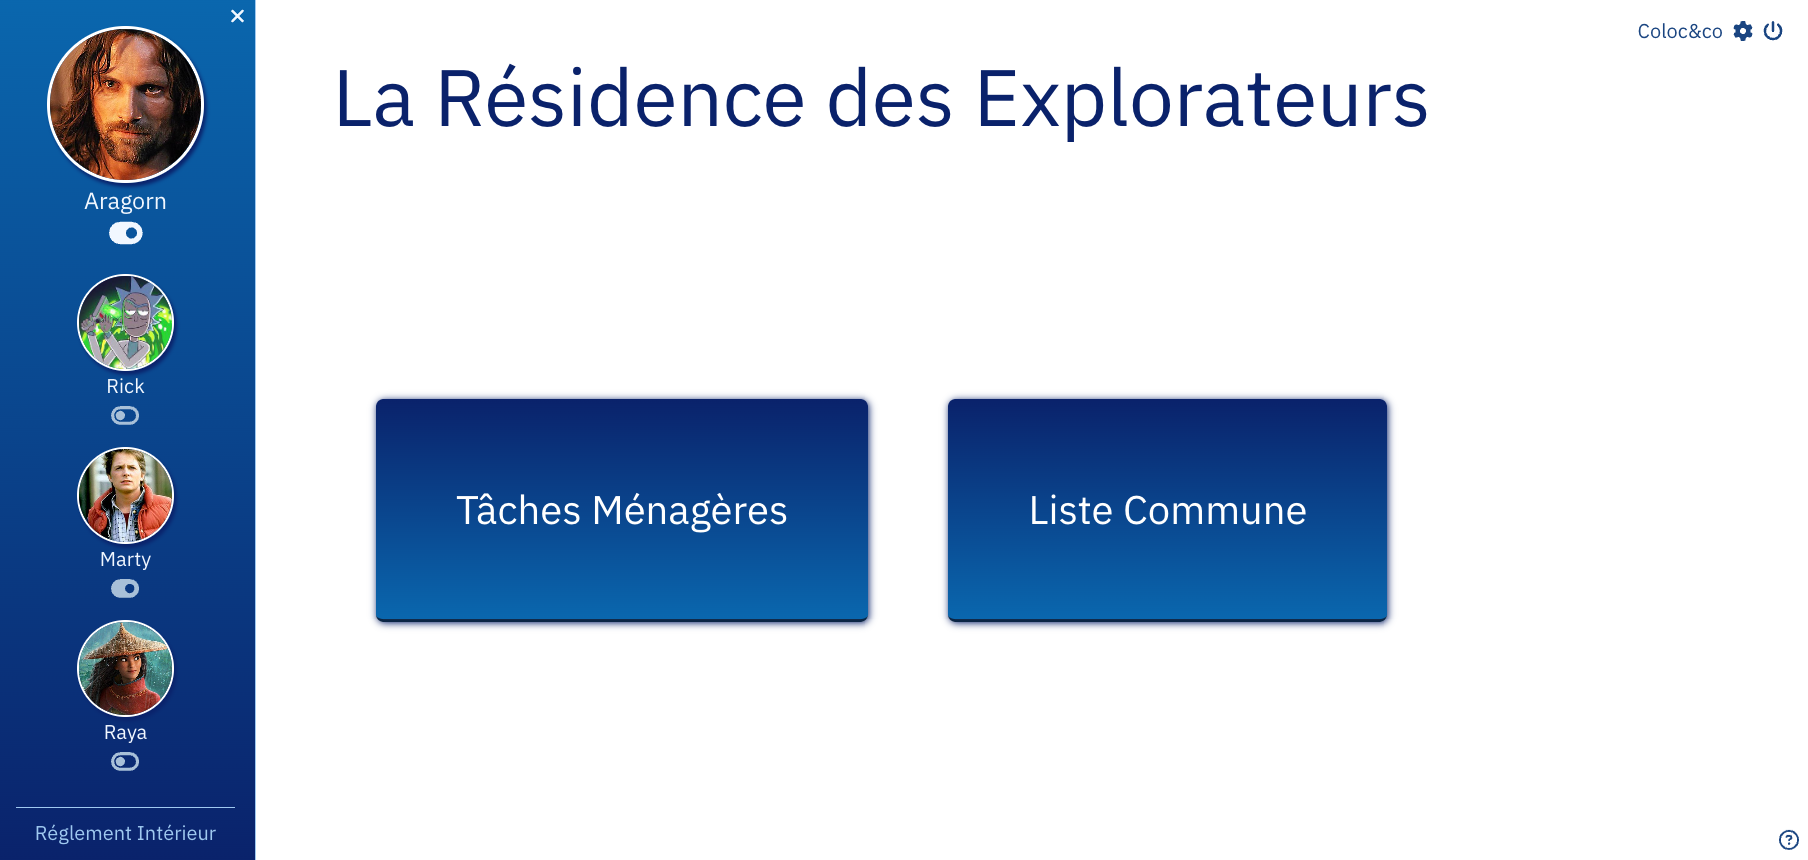 Coloc&co
La Résidence des Explorateurs
Aragorn
Rick
Marty
Raya
Réglement Intérieur
Tâches Ménagères
Liste Commune